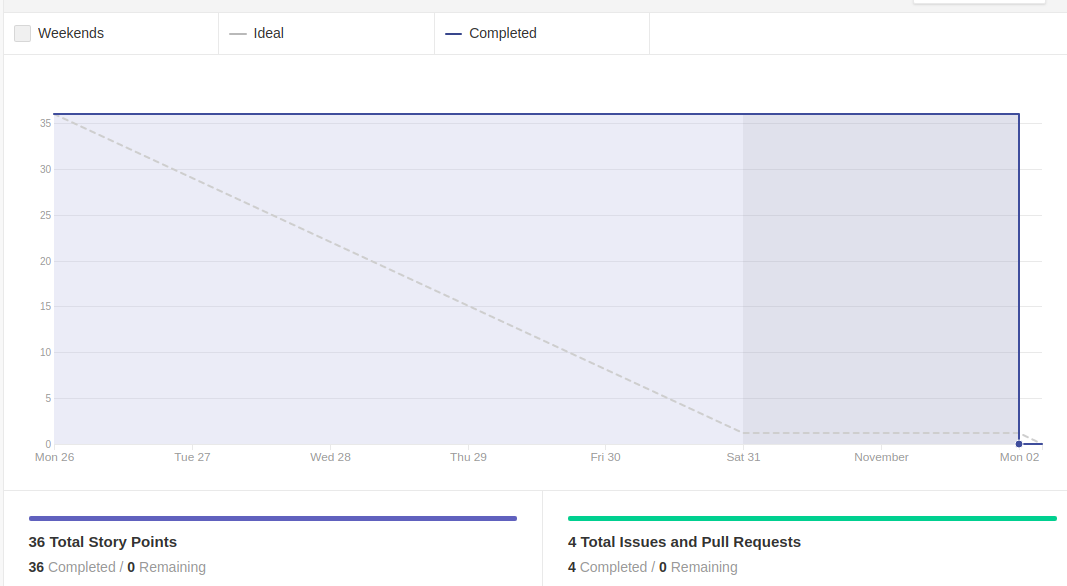 Weekends
Ideal
Completed
35
30
25
20
15
10
5
0
Mon 26 Tue 27 Wed 28 Thu 29 Fri 30 Sat 31 November Mon 02
36 Total Story Points
36 Completed / 0 Remaining
4 Total Issues and Pull Requests
4 Completed / 0 Remaining